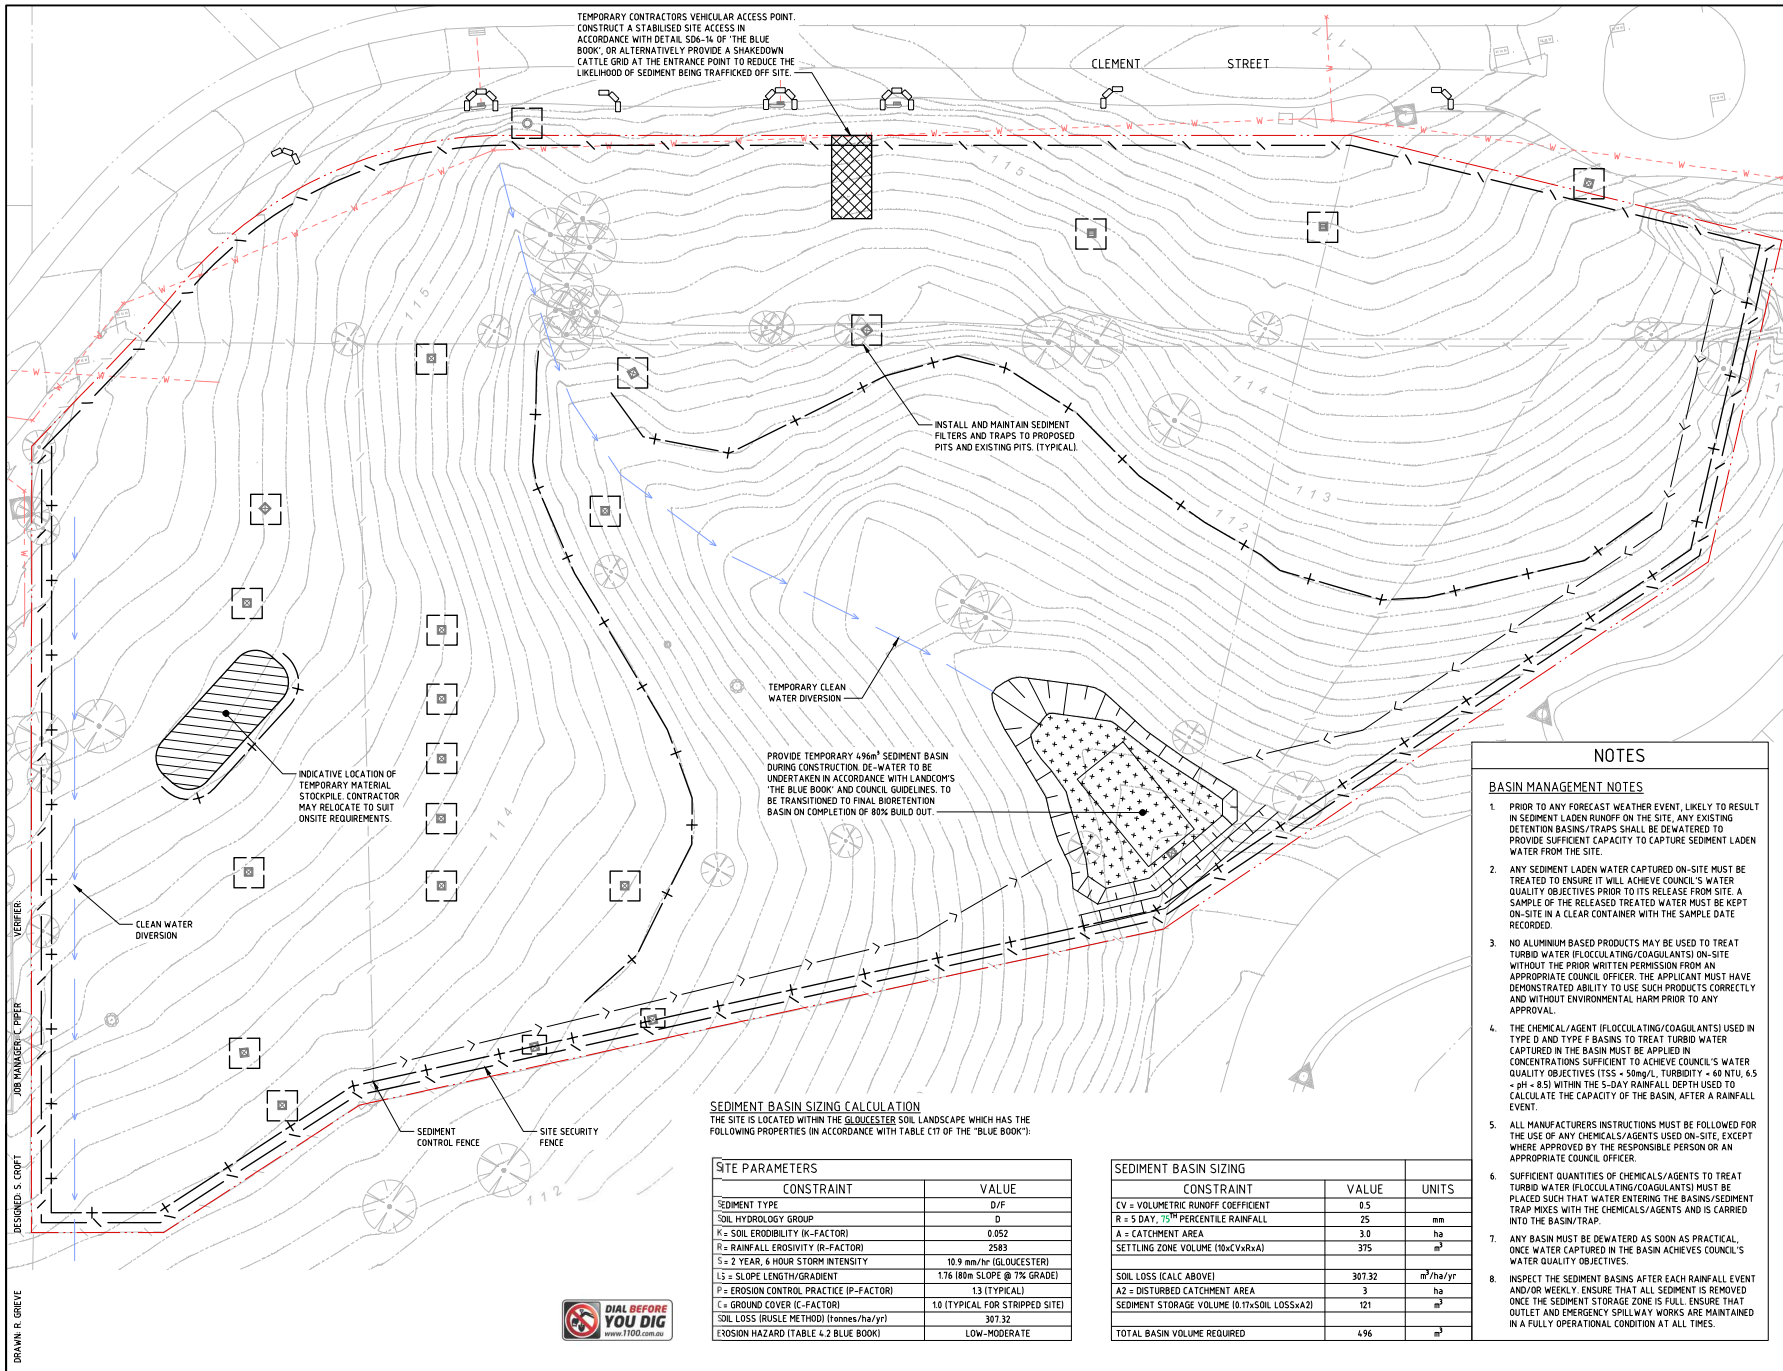 TEMPORARY CONTRACTORS VEHICULAR ACCESS POINT.
CONSTRUCT A STABILISED SITE ACCESS IN
ACCORDANCE WITH DETAIL SD6-14 OF 'THE BLUE
BOOK', OR ALTERNATIVELY PROVIDE A SHAKEDOWN
CATTLE GRID AT THE ENTRANCE POINT TO REDUCE THE
LIKELIHOOD OF SEDIMENT BEING TRAFFICKED OFF SITE.
CLEMENT STREET
117
115
115
114
113
112
114
112
INSTALL AND MAINTAIN SEDIMENT
FILTERS AND TRAPS TO PROPOSED
PITS AND EXISTING PITS. (TYPICAL).
TEMPORARY CLEAN
WATER DIVERSION
PROVIDE TEMPORARY 496m³ SEDIMENT BASIN
DURING CONSTRUCTION. DE-WATER TO BE
UNDERTAKEN IN ACCORDANCE WITH LANDCOM'S
'THE BLUE BOOK' AND COUNCIL GUIDELINES. TO
BE TRANSITIONED TO FINAL BIORETENTION
BASIN ON COMPLETION OF 80% BUILD OUT.
INDICATIVE LOCATION OF
TEMPORARY MATERIAL
STOCKPILE. CONTRACTOR
MAY RELOCATE TO SUIT
ONSITE REQUIREMENTS.
CLEAN WATER
DIVERSION
SEDIMENT
CONTROL FENCE
SITE SECURITY
FENCE
VERIFIER:
JOB MANAGER: C. PIPER
DESIGNED: S. CROFT
DRAWN: R. GRIEVE
DIAL BEFORE
YOU DIG
www.1100.com.au
SEDIMENT BASIN SIZING CALCULATION
THE SITE IS LOCATED WITHIN THE GLOUCESTER SOIL LANDSCAPE WHICH HAS THE
FOLLOWING PROPERTIES (IN ACCORDANCE WITH TABLE C17 OF THE "BLUE BOOK"):
SITE PARAMETERS
CONSTRAINT VALUE
SEDIMENT TYPE D/F
SOIL HYDROLOGY GROUP D
K = SOIL ERODIBILITY (K-FACTOR) 0.052
R = RAINFALL EROSIVITY (R-FACTOR) 2583
S = 2 YEAR, 6 HOUR STORM INTENSITY 10.9 mm/hr (GLOUCESTER)
LS = SLOPE LENGTH/GRADIENT 1.76 (80m SLOPE @ 7% GRADE)
P = EROSION CONTROL PRACTICE (P-FACTOR) 1.3 (TYPICAL)
C = GROUND COVER (C-FACTOR) 1.0 (TYPICAL FOR STRIPPED SITE)
SOIL LOSS (RUSLE METHOD) (tonnes/ha/yr) 307.32
EROSION HAZARD (TABLE 4.2 BLUE BOOK) LOW-MODERATE
SEDIMENT BASIN SIZING
CONSTRAINT VALUE UNITS
CV = VOLUMETRIC RUNOFF COEFFICIENT 0.5
R = 5 DAY, 75TH PERCENTILE RAINFALL 25 mm
A = CATCHMENT AREA 3.0 ha
SETTLING ZONE VOLUME (10xCVxRxA) 375 m³
SOIL LOSS (CALC ABOVE) 307.32 m³/ha/yr
A2 = DISTURBED CATCHMENT AREA 3 ha
SEDIMENT STORAGE VOLUME (0.17xSOIL LOSSxA2) 121 m³
TOTAL BASIN VOLUME REQUIRED 496 m³
NOTES
BASIN MANAGEMENT NOTES
1. PRIOR TO ANY FORECAST WEATHER EVENT, LIKELY TO RESULT
IN SEDIMENT LADEN RUNOFF ON THE SITE, ANY EXISTING
DETENTION BASINS/TRAPS SHALL BE DEWATERED TO
PROVIDE SUFFICIENT CAPACITY TO CAPTURE SEDIMENT LADEN
WATER FROM THE SITE.
2. ANY SEDIMENT LADEN WATER CAPTURED ON-SITE MUST BE
TREATED TO ENSURE IT WILL ACHIEVE COUNCIL'S WATER
QUALITY OBJECTIVES PRIOR TO ITS RELEASE FROM SITE. A
SAMPLE OF THE RELEASED TREATED WATER MUST BE KEPT
ON-SITE IN A CLEAR CONTAINER WITH THE SAMPLE DATE
RECORDED.
3. NO ALUMINIUM BASED PRODUCTS MAY BE USED TO TREAT
TURBID WATER (FLOCCULATING/COAGULANTS) ON-SITE
WITHOUT THE PRIOR WRITTEN PERMISSION FROM AN
APPROPRIATE COUNCIL OFFICER. THE APPLICANT MUST HAVE
DEMONSTRATED ABILITY TO USE SUCH PRODUCTS CORRECTLY
AND WITHOUT ENVIRONMENTAL HARM PRIOR TO ANY
APPROVAL.
4. THE CHEMICAL/AGENT (FLOCCULATING/COAGULANTS) USED IN
TYPE D AND TYPE F BASINS TO TREAT TURBID WATER
CAPTURED IN THE BASIN MUST BE APPLIED IN
CONCENTRATIONS SUFFICIENT TO ACHIEVE COUNCIL'S WATER
QUALITY OBJECTIVES (TSS < 50mg/L, TURBIDITY < 60 NTU, 6.5
< pH < 8.5) WITHIN THE 5-DAY RAINFALL DEPTH USED TO
CALCULATE THE CAPACITY OF THE BASIN, AFTER A RAINFALL
EVENT.
5. ALL MANUFACTURERS INSTRUCTIONS MUST BE FOLLOWED FOR
THE USE OF ANY CHEMICALS/AGENTS USED ON-SITE, EXCEPT
WHERE APPROVED BY THE RESPONSIBLE PERSON OR AN
APPROPRIATE COUNCIL OFFICER.
6. SUFFICIENT QUANTITIES OF CHEMICALS/AGENTS TO TREAT
TURBID WATER (FLOCCULATING/COAGULANTS) MUST BE
PLACED SUCH THAT WATER ENTERING THE BASINS/SEDIMENT
TRAP MIXES WITH THE CHEMICALS/AGENTS AND IS CARRIED
INTO THE BASIN/TRAP.
7. ANY BASIN MUST BE DEWATERD AS SOON AS PRACTICAL,
ONCE WATER CAPTURED IN THE BASIN ACHIEVES COUNCIL'S
WATER QUALITY OBJECTIVES.
8. INSPECT THE SEDIMENT BASINS AFTER EACH RAINFALL EVENT
AND/OR WEEKLY. ENSURE THAT ALL SEDIMENT IS REMOVED
ONCE THE SEDIMENT STORAGE ZONE IS FULL. ENSURE THAT
OUTLET AND EMERGENCY SPILLWAY WORKS ARE MAINTAINED
IN A FULLY OPERATIONAL CONDITION AT ALL TIMES.